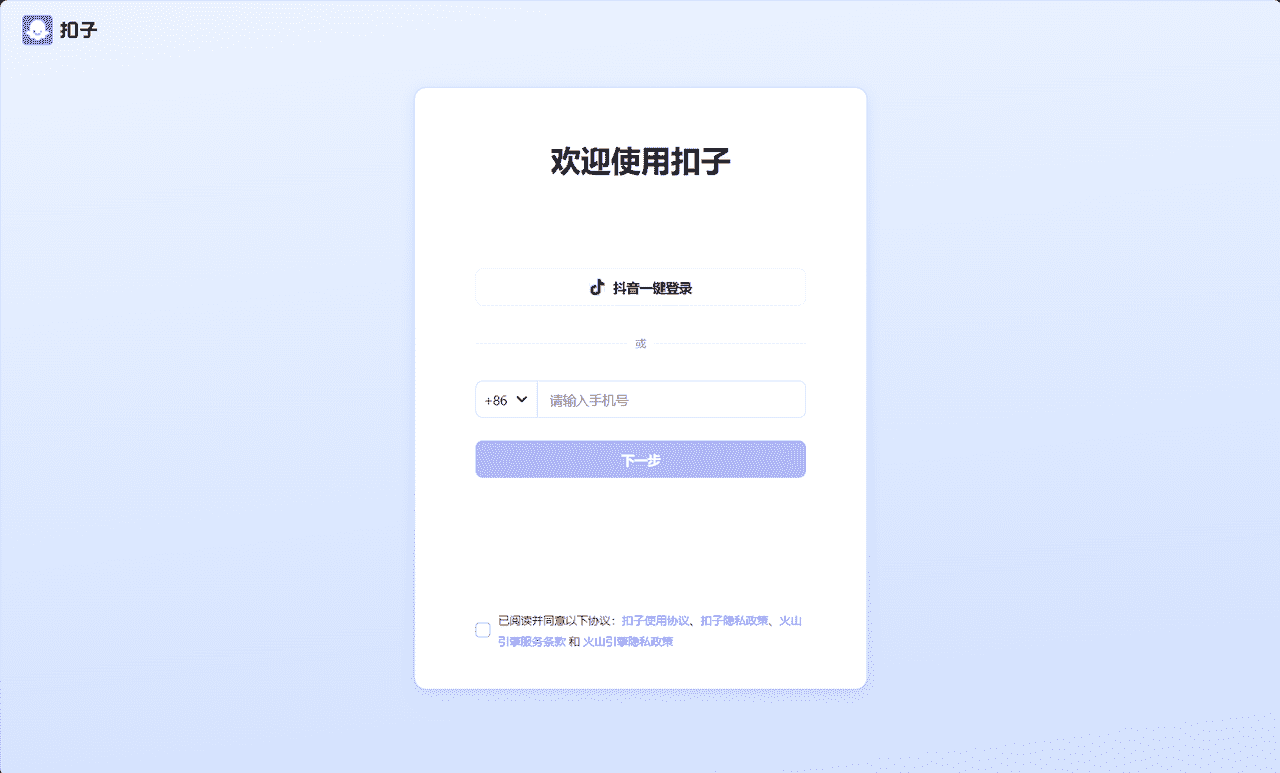 扣子
欢迎使用扣子
抖音一键登录
或
+86 请输入手机号
下一步
已阅读并同意以下协议：扣子使用协议、扣子隐私政策、火山
引擎服务条款 和 火山引擎隐私政策